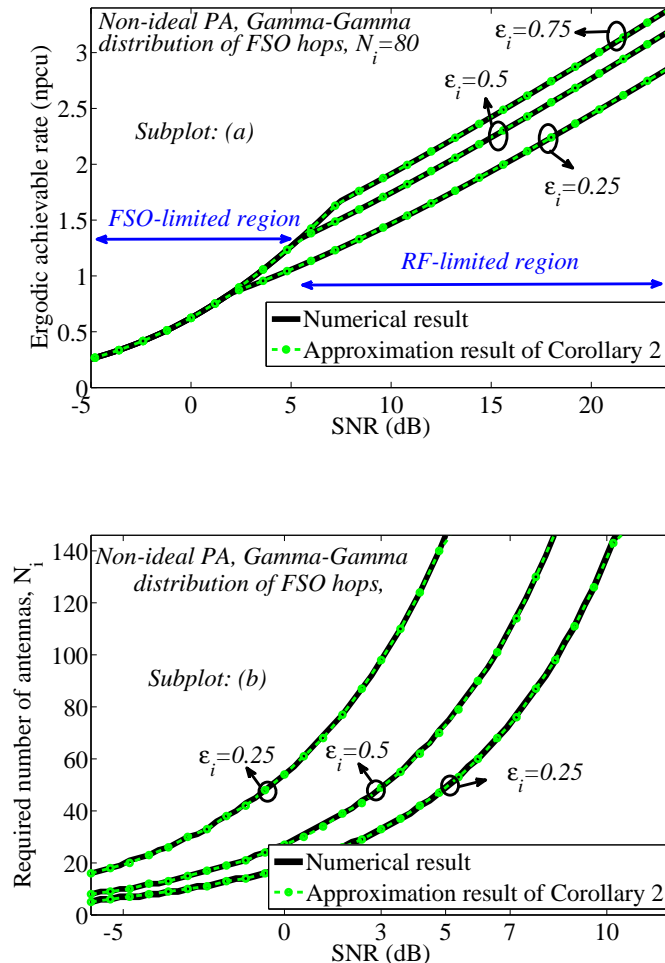 Non-ideal PA, Gamma-Gamma
distribution of FSO hops, N_i=80
ε_i=0.75
ε_i=0.5
Subplot: (a)
ε_i=0.25
FSO-limited region
RF-limited region
Numerical result
Approximation result of Corollary 2
Ergodic achievable rate (npcu)
3
2.5
2
1.5
1
0.5
0
-5
0
5
10
15
20
SNR (dB)
Non-ideal PA, Gamma-Gamma
distribution of FSO hops,
Subplot: (b)
ε_i=0.25
ε_i=0.5
ε_i=0.25
Numerical result
Approximation result of Corollary 2
Required number of antennas, N_i
140
120
100
80
60
40
20
0
-5
0
3
5
7
10
SNR (dB)